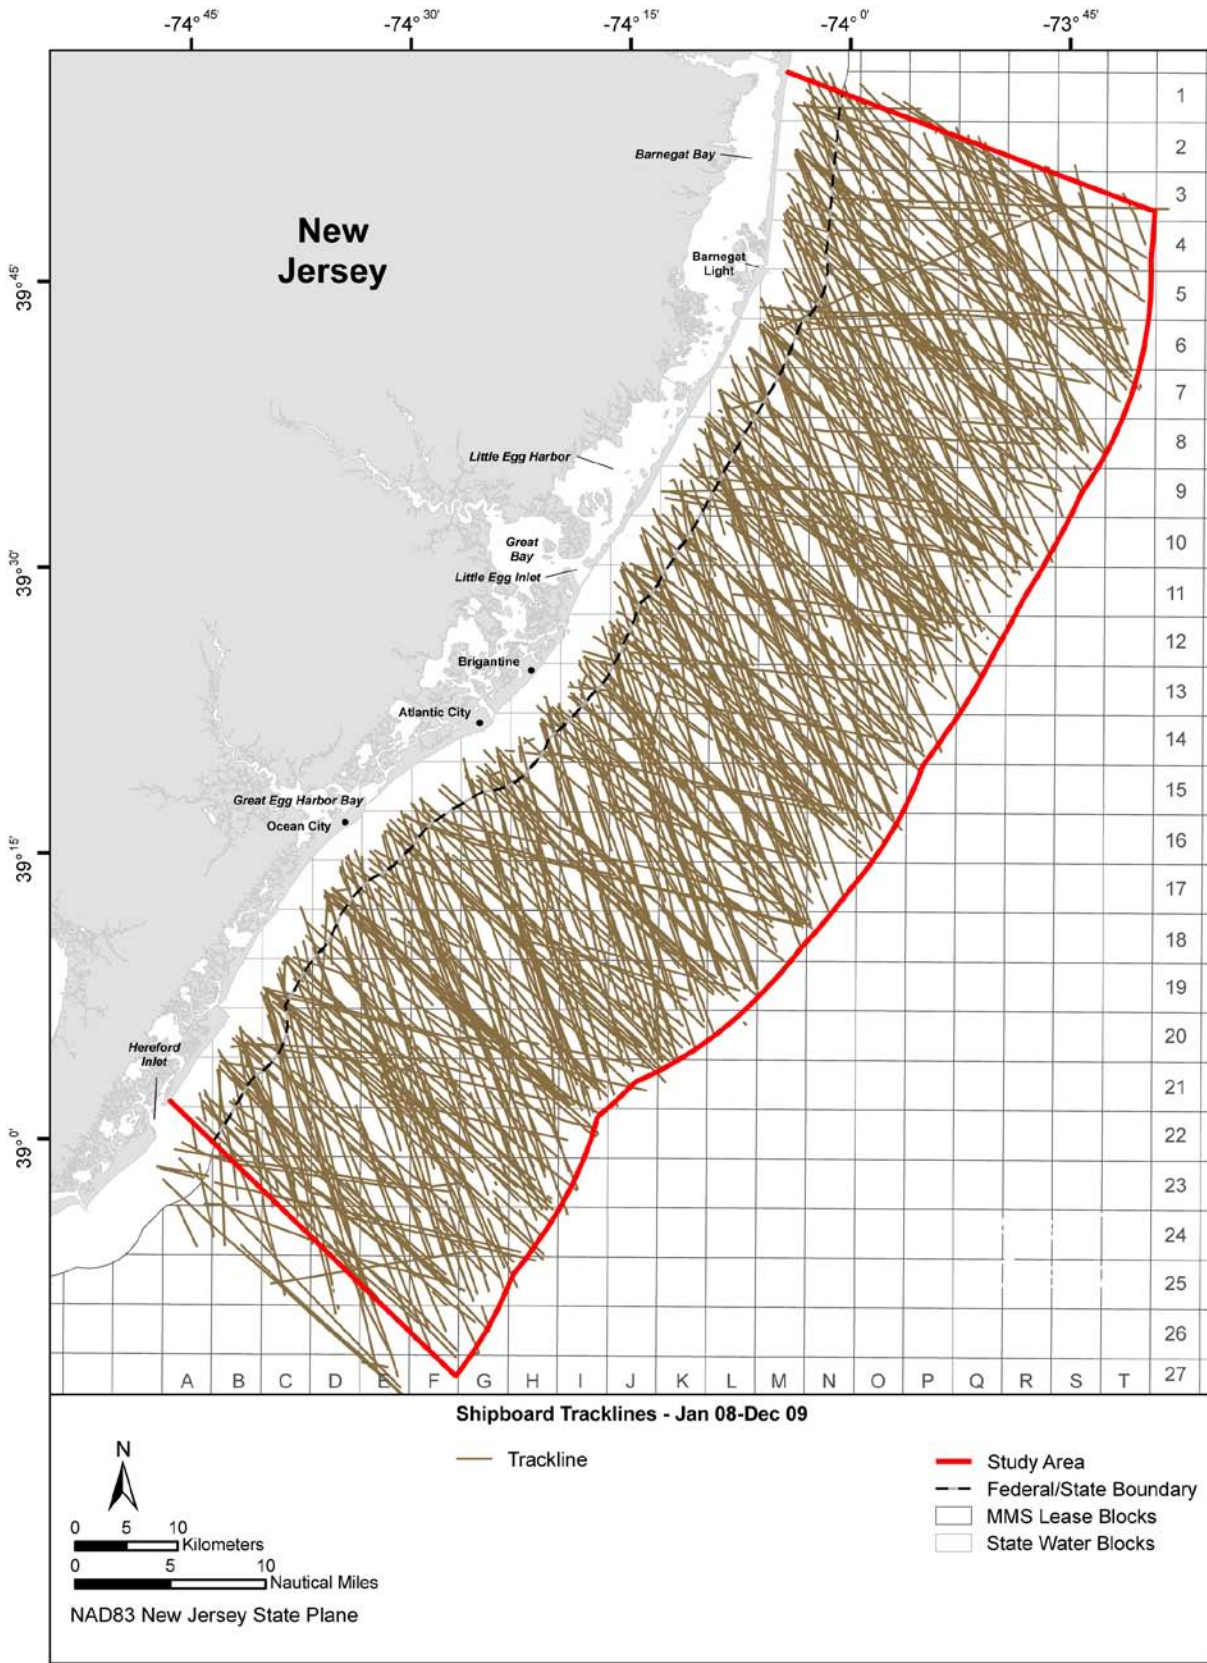 -74° 45'
-74° 30'
-74° 15'
-74° 0'
-73° 45'
1
Barnegat Bay
2
3
New
Jersey
4
Barnegat
Light
39° 45'
5
6
7
8
Little Egg Harbor
9
10
Great
Bay
39° 30'
Little Egg Inlet
11
12
Brigantine
13
Atlantic City
14
15
Great Egg Harbor Bay
Ocean City
16
39° 15'
17
18
19
20
Hereford
Inlet
21
39° 0'
22
23
24
25
26
27
A B C D E F G H I J K L M N O P Q R S T
Shipboard Tracklines - Jan 08-Dec 09
N
Trackline
Study Area
Federal/State Boundary
MMS Lease Blocks
State Water Blocks
0 5 10
Kilometers
0 5 10
Nautical Miles
NAD83 New Jersey State Plane